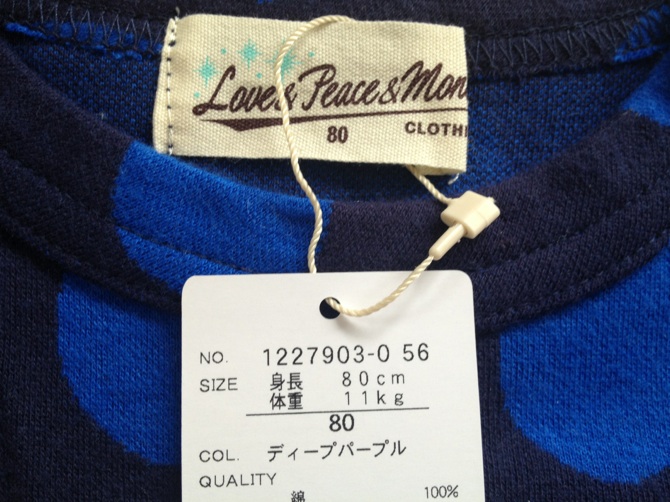 Love & Peace & Mon
80
CLOTHI
NO. 1227903-0 56
SIZE 身長 80cm
体重 11kg
80
COL. ディープパープル
QUALITY
綿 100%